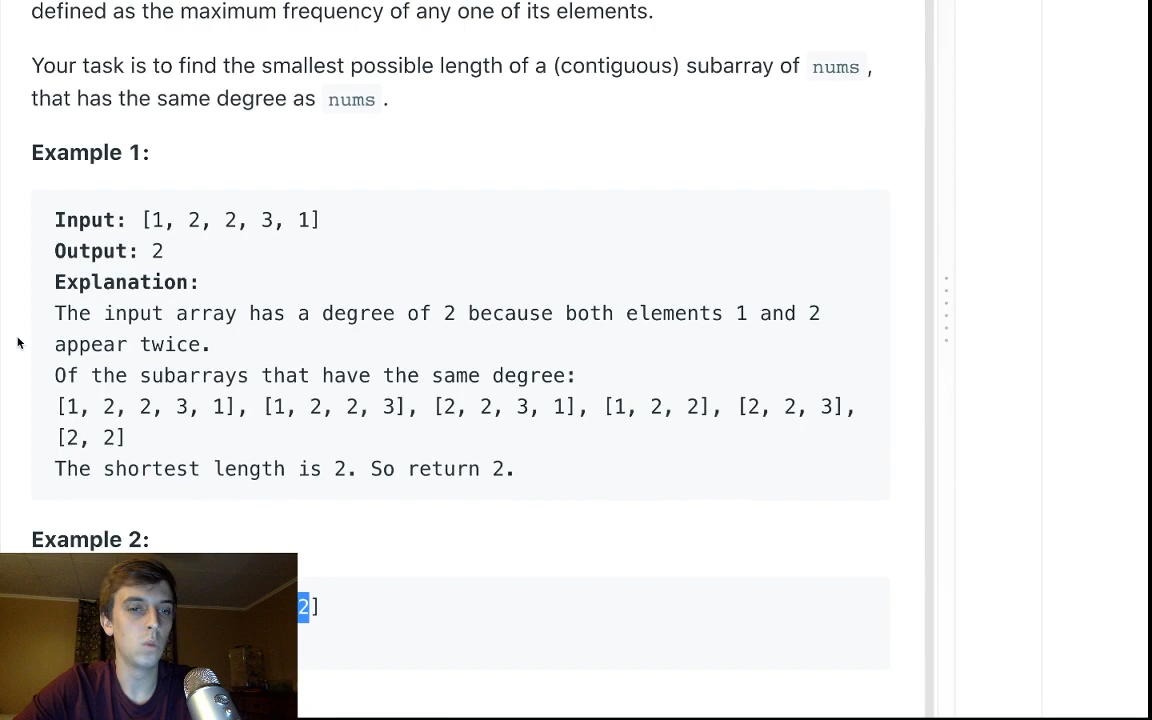 defined as the maximum frequency of any one of its elements.
Your task is to find the smallest possible length of a (contiguous) subarray of nums ,
that has the same degree as nums .
Example 1:
Input: [1, 2, 2, 3, 1]
Output: 2
Explanation:
The input array has a degree of 2 because both elements 1 and 2
appear twice.
Of the subarrays that have the same degree:
[1, 2, 2, 3, 1], [1, 2, 2, 3], [2, 2, 3, 1], [1, 2, 2], [2, 2, 3],
[2, 2]
The shortest length is 2. So return 2.
Example 2:
2]